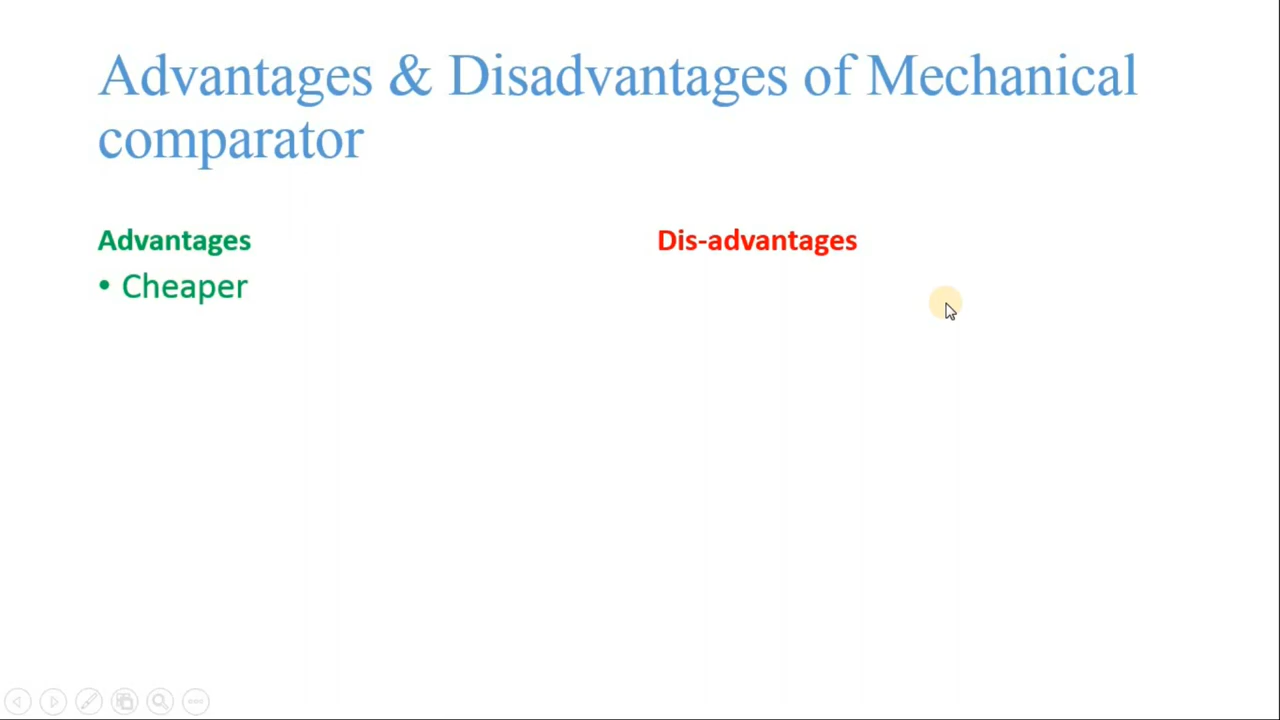 Advantages & Disadvantages of Mechanical
comparator
Advantages
• Cheaper
Dis-advantages